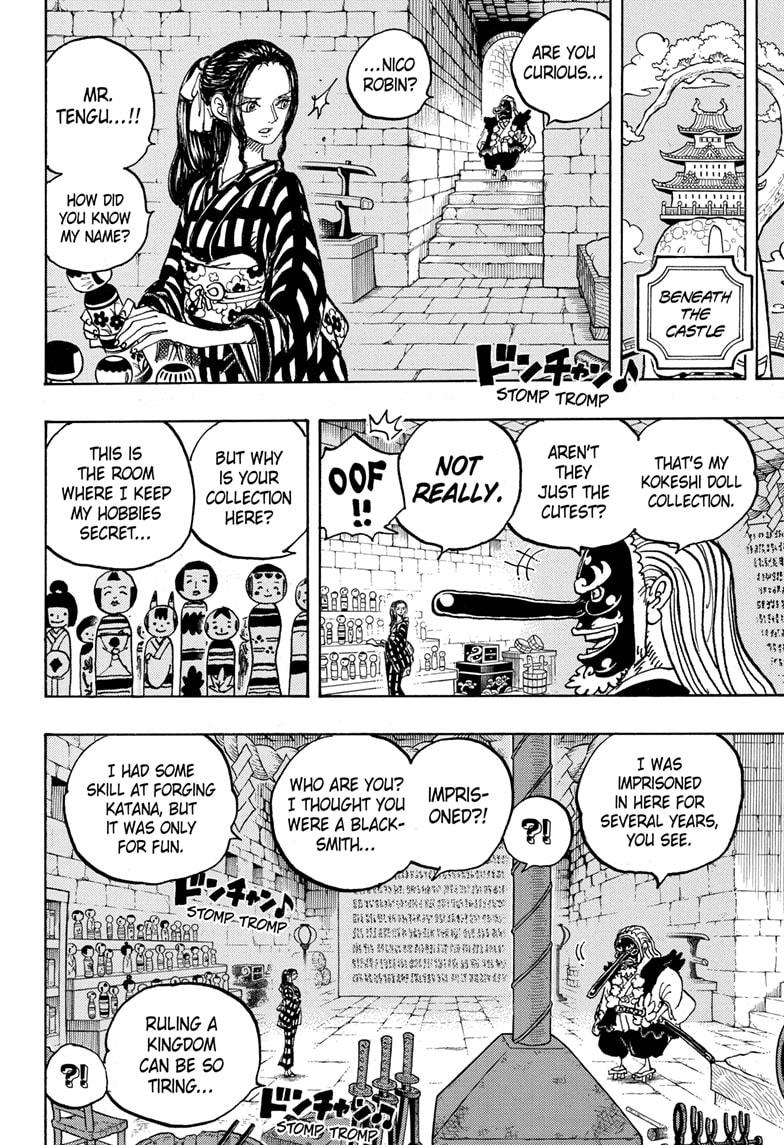 BENEATH
THE
CASTLE
ARE YOU
CURIOUS...
...NICO
ROBIN?
MR.
TENGU...!!
HOW DID
YOU KNOW
MY NAME?
ドンチャン♪
STOMP TROMP
THAT'S MY
KOKESHI DOLL
COLLECTION.
AREN'T
THEY
JUST THE
CUTEST?
NOT
REALLY.
OOF
!!
BUT WHY
IS YOUR
COLLECTION
HERE?
THIS IS
THE ROOM
WHERE I KEEP
MY HOBBIES
SECRET...
I WAS
IMPRISONED
IN HERE FOR
SEVERAL YEARS,
YOU SEE.
?!
IMPRIS-
ONED?!
WHO ARE YOU?
I THOUGHT YOU
WERE A BLACK-
SMITH...
I HAD SOME
SKILL AT FORGING
KATANA, BUT
IT WAS ONLY
FOR FUN.
ドンチャン♪
STOMP TROMP
RULING A
KINGDOM
CAN BE SO
TIRING...
?!
ドンチャン♪
STOMP TROMP